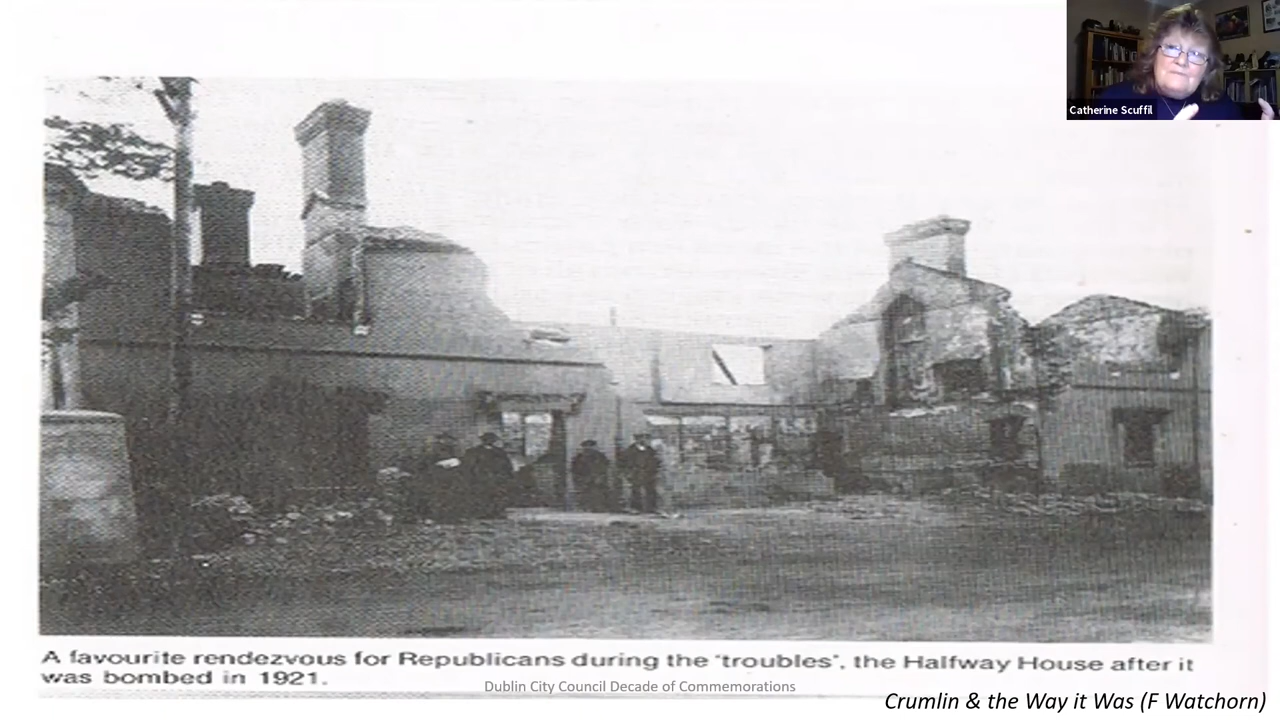 Catherine Scuffil
A favourite rendezvous for Republicans during the 'troubles', the Halfway House after it
was bombed in 1921.
Dublin City Council Decade of Commemorations
Crumlin & the Way it Was (F Watchorn)